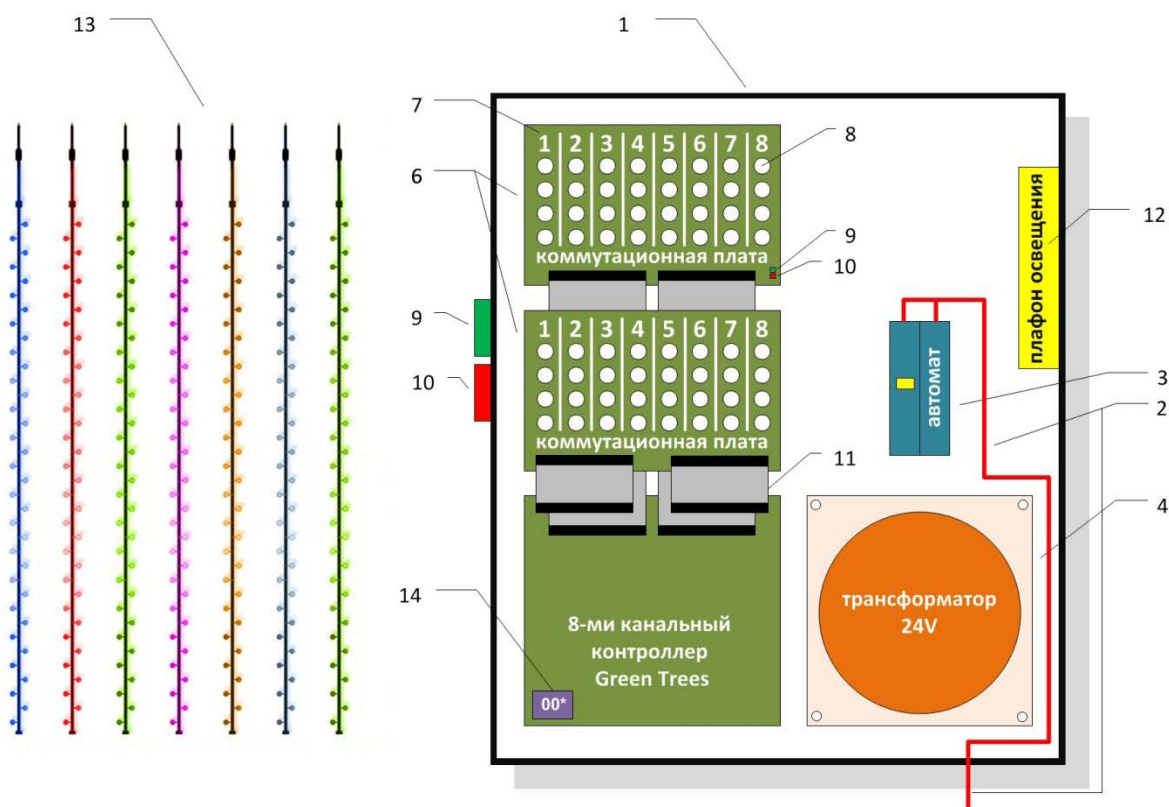 13
1
7
1 2 3 4 5 6 7 8
8
6
коммутационная плата
9
10
плафон освещения
12
9
1 2 3 4 5 6 7 8
10
автомат
3
2
коммутационная плата
11
4
14
8-ми канальный
контроллер
Green Trees
00*
трансформатор
24V